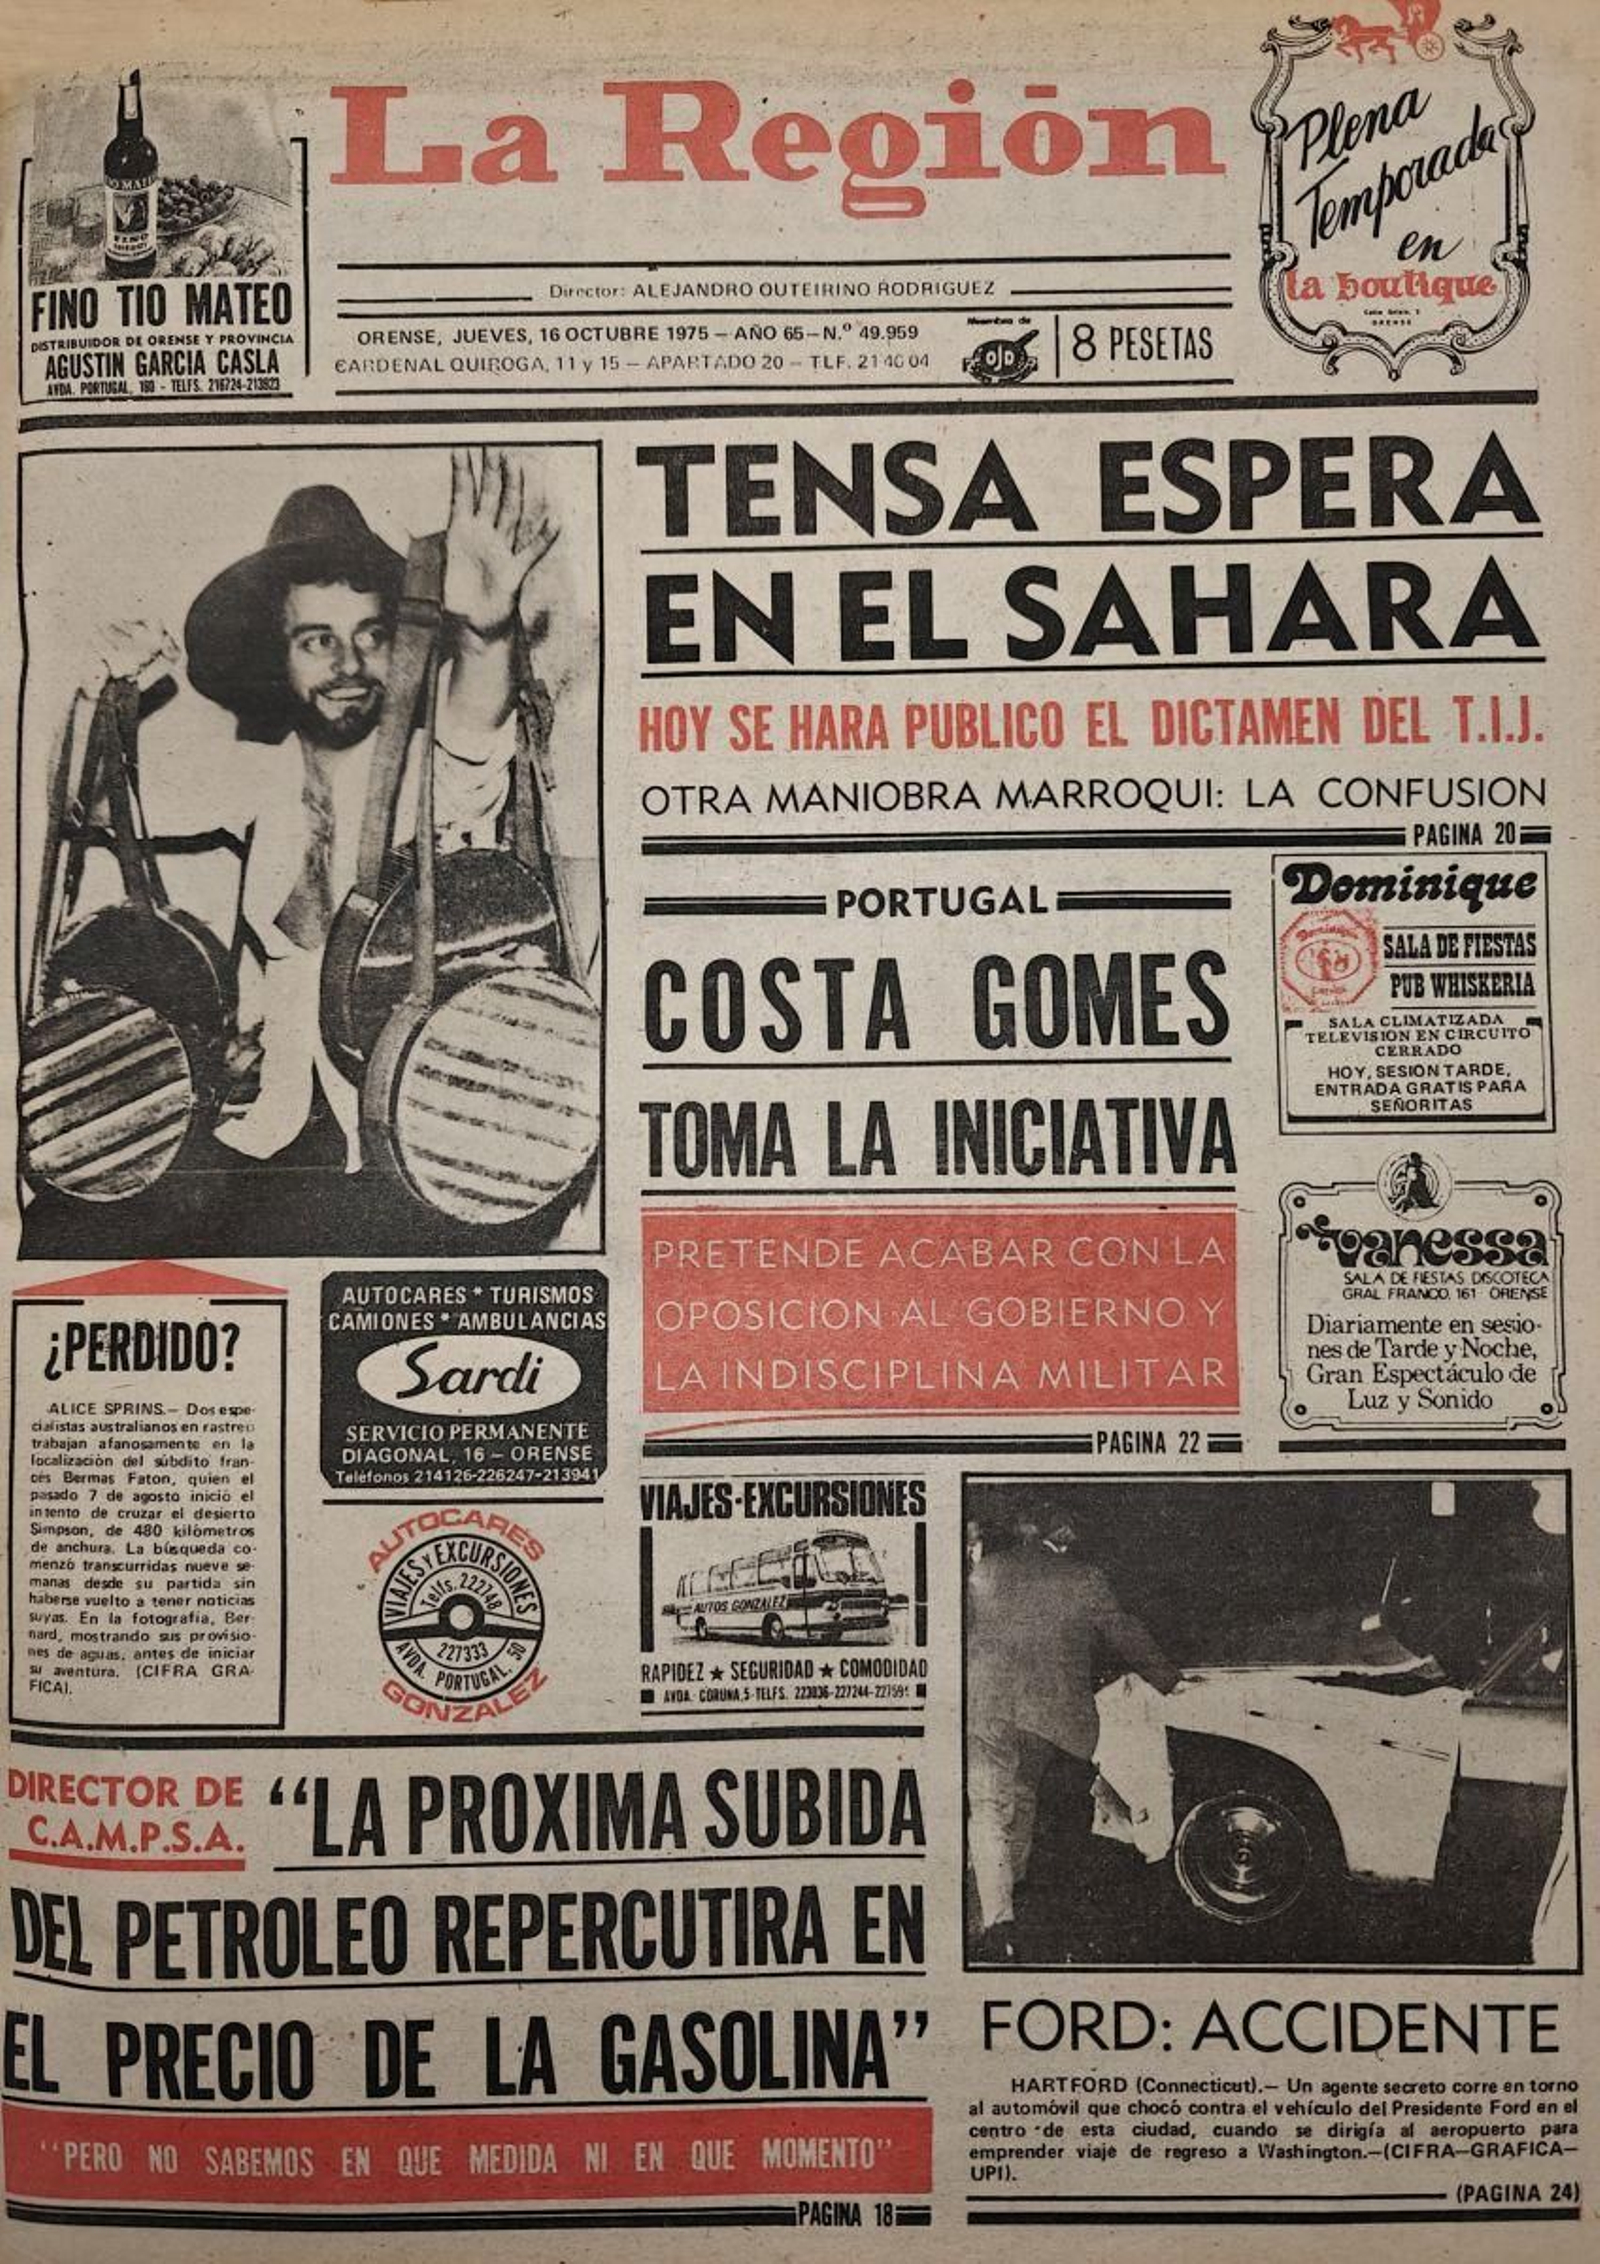 La Región
FINO TIO MATEO
DISTRIBUIDOR DE ORENSE Y PROVINCIA
AGUSTIN GARCIA CASLA
AVDA. PORTUGAL, 160 - TELFS. 216724-213923
Director: ALEJANDRO OUTEIRINO RODRIGUEZ
ORENSE, JUEVES, 16 OCTUBRE 1975 – AÑO 65 – N.º 49.959
CARDENAL QUIROGA, 11 y 15 – APARTADO 20 – TLF. 21 40 04
Miembro de
OJD
8 PESETAS
Plena
Temporada
en
la boutique
ORENSE
TENSA ESPERA
EN EL SAHARA
HOY SE HARA PUBLICO EL DICTAMEN DEL T.I.J.
OTRA MANIOBRA MARROQUI: LA CONFUSION
PAGINA 20
PORTUGAL
COSTA GOMES
TOMA LA INICIATIVA
PRETENDE ACABAR CON LA
OPOSICION AL GOBIERNO Y
LA INDISCIPLINA MILITAR
PAGINA 22
Dominique
SALA DE FIESTAS
PUB WHISKERIA
SALA CLIMATIZADA
TELEVISION EN CIRCUITO
CERRADO
HOY, SESION TARDE,
ENTRADA GRATIS PARA
SEÑORITAS
vanessa
SALA DE FIESTAS DISCOTECA
GRAL. FRANCO, 161 ORENSE
Diariamente en sesio-
nes de Tarde y Noche,
Gran Espectáculo de
Luz y Sonido
¿PERDIDO?
ALICE SPRINS.— Dos espe-
cialistas australianos en rastreo
trabajan afanosamente en la
localización del súbdito fran-
cés Bermas Faton, quien el
pasado 7 de agosto inició el
intento de cruzar el desierto
Simpson, de 480 kilómetros
de anchura. La búsqueda co-
menzó transcurridas nueve se-
manas desde su partida sin
haberse vuelto a tener noticias
suyas. En la fotografía, Ber-
nard, mostrando sus provisio-
nes de aguas, antes de iniciar
su aventura. (CIFRA GRA-
FICA).
AUTOCARES * TURISMOS
CAMIONES * AMBULANCIAS
Sardi
SERVICIO PERMANENTE
DIAGONAL, 16 – ORENSE
Teléfonos 214126-226247-213941
AUTOCARES
VIAJES Y EXCURSIONES
Telfs. 222748
227333
AVDA. PORTUGAL, 50
GONZALEZ
VIAJES-EXCURSIONES
AUTOS GONZALEZ
RAPIDEZ ★ SEGURIDAD ★ COMODIDAD
AVDA. CORUÑA, 5-TELFS. 223036-227244-227591
DIRECTOR DE
C.A.M.P.S.A.
“LA PROXIMA SUBIDA
DEL PETROLEO REPERCUTIRA EN
EL PRECIO DE LA GASOLINA”
“PERO NO SABEMOS EN QUE MEDIDA NI EN QUE MOMENTO”
PAGINA 18
FORD: ACCIDENTE
HARTFORD (Connecticut).— Un agente secreto corre en torno
al automóvil que chocó contra el vehículo del Presidente Ford en el
centro de esta ciudad, cuando se dirigía al aeropuerto para
emprender viaje de regreso a Washington.—(CIFRA—GRAFICA—
UPI).
(PAGINA 24)